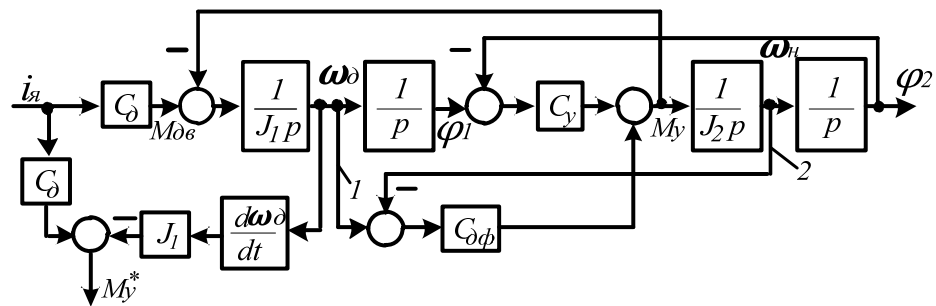 ω_д
ω_н
i_я
C_д
1
J_1 p
1
p
C_у
1
J_2 p
1
p
φ_2
M_дв
φ_1
M_у
C_д
1
2
J_1
dω_д
dt
C_дф
M_у^*